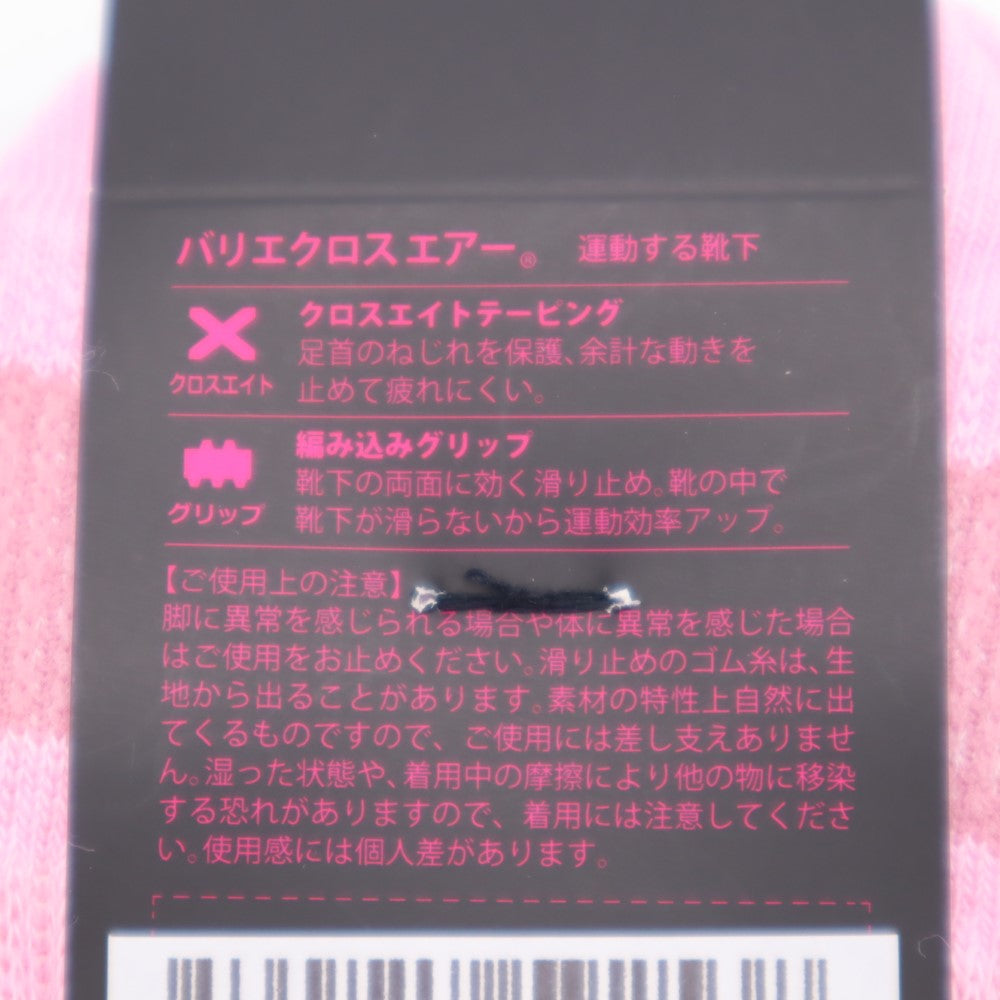 バリエクロス エアー® 運動する靴下
クロスエイトテーピング
足首のねじれを保護、余計な動きを
止めて疲れにくい。
クロスエイト
編み込みグリップ
靴下の両面に効く滑り止め。靴の中で
靴下が滑らないから運動効率アップ。
グリップ
【ご使用上の注意】
脚に異常を感じられる場合や体に異常を感じた場合
はご使用をお止めください。滑り止めのゴム糸は、生
地から出ることがあります。素材の特性上自然に出
てくるものですので、ご使用には差し支えありませ
ん。湿った状態や、着用中の摩擦により他の物に移染
する恐れがありますので、着用には注意してくださ
い。使用感には個人差があります。